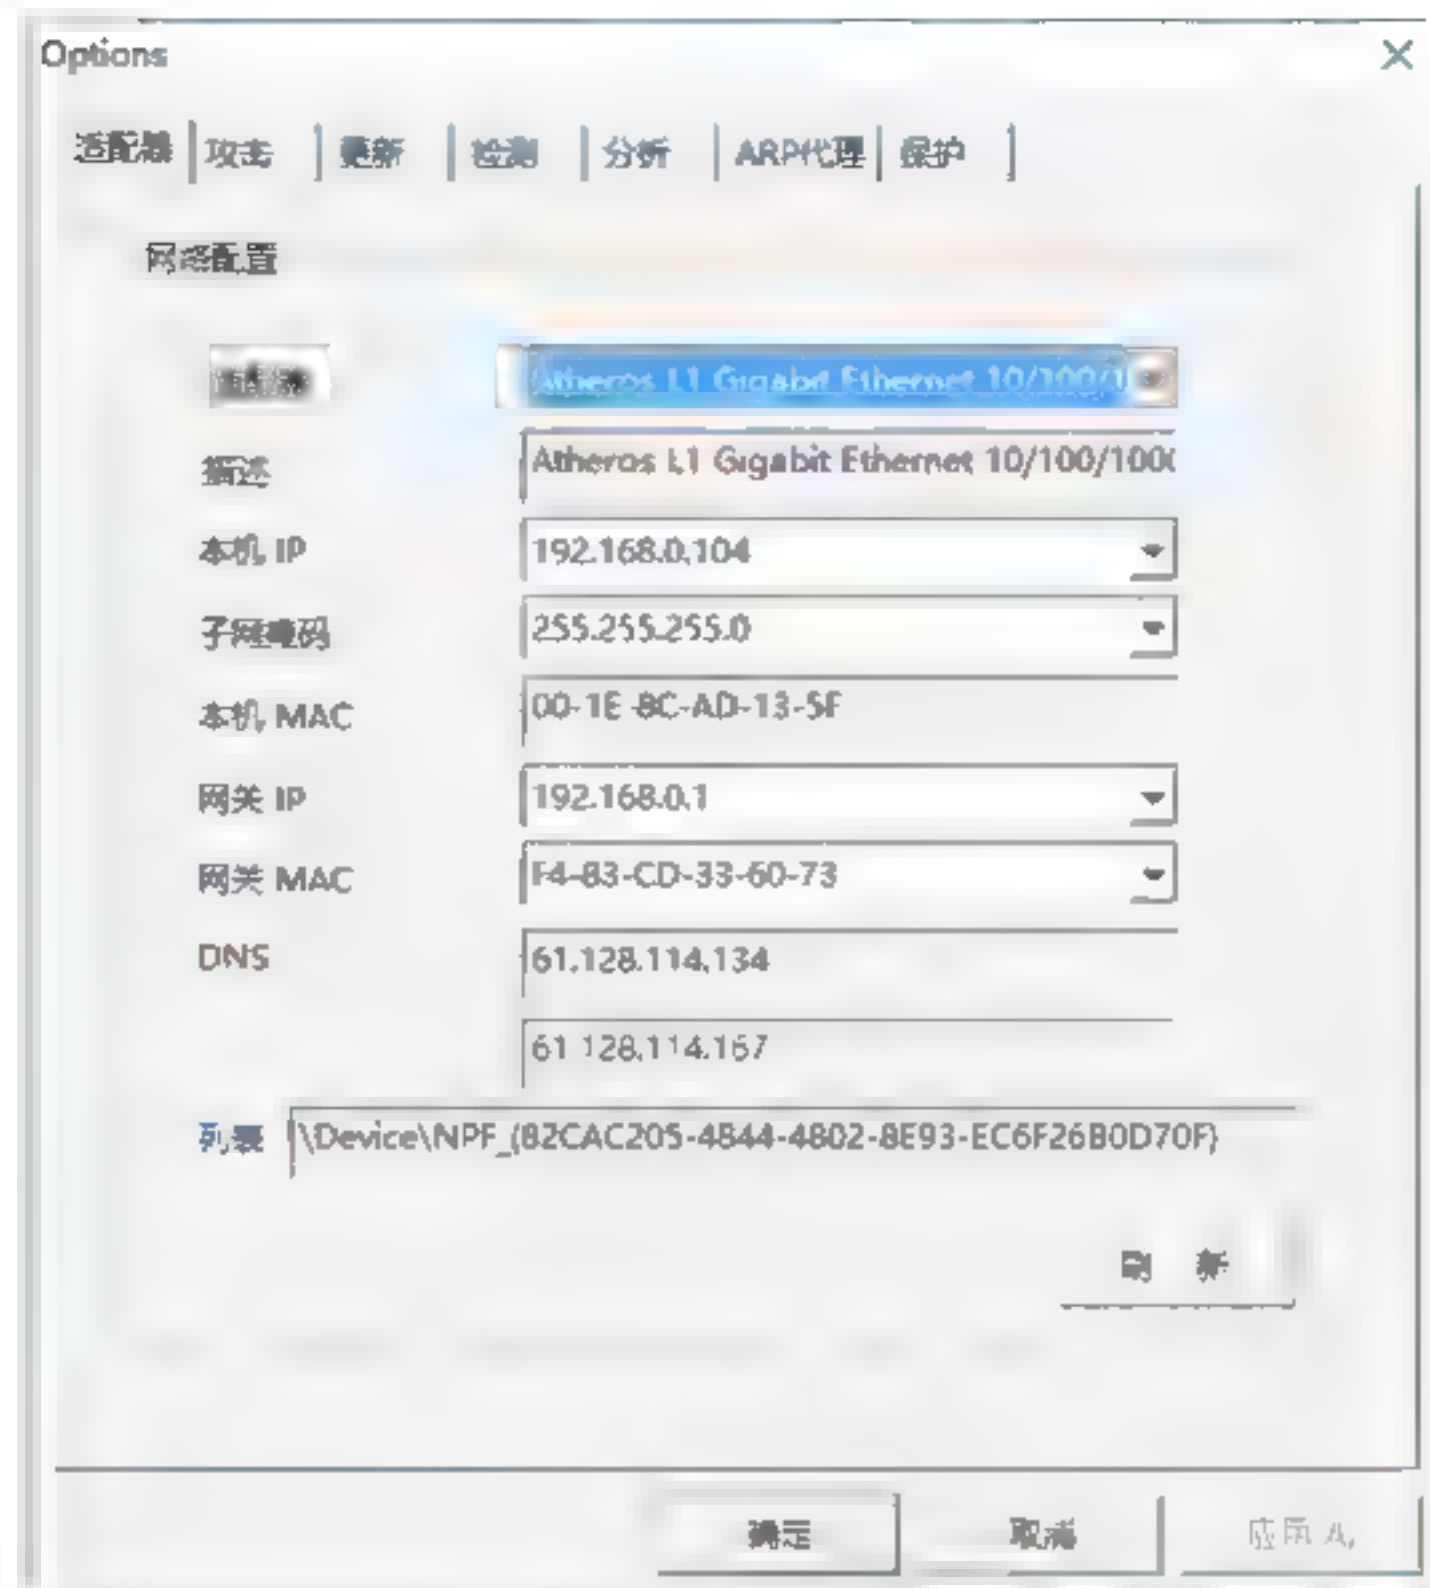 Options
适配器 攻击 更新 检测 分析 ARP代理 保护
网络配置
Atheros L1 Gigabit Ethernet 10/100/1
描述 Atheros L1 Gigabit Ethernet 10/100/100
本机 IP 192.168.0.104
子网掩码 255.255.255.0
本机 MAC 00-1E-8C-AD-13-5F
网关 IP 192.168.0.1
网关 MAC F4-83-CD-33-60-73
DNS 61.128.114.134
61.128.114.167
列表 \Device\NPF_{82CAC205-4844-4802-8E93-EC6F26B0D70F}
刷 新
确定 取消